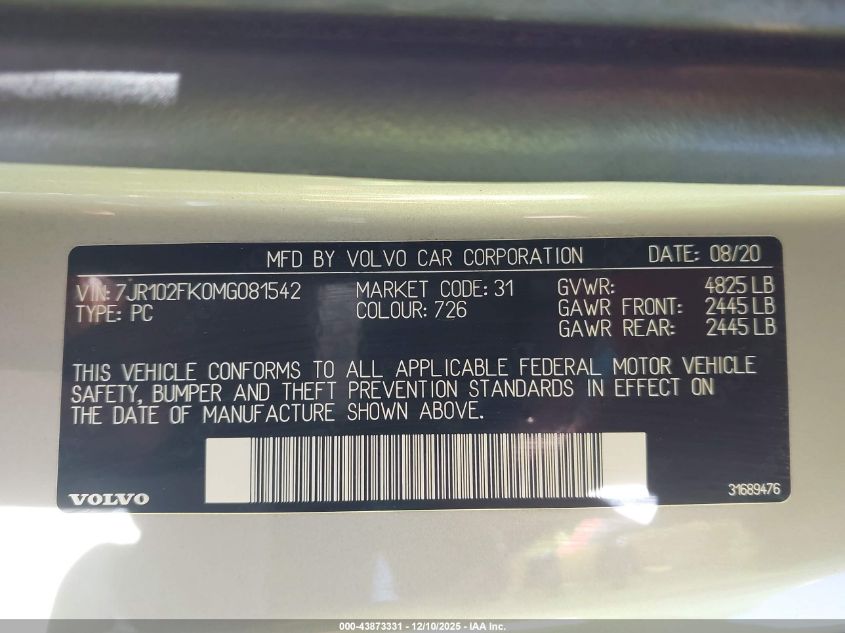 MFD BY VOLVO CAR CORPORATION DATE: 08/20
VIN: 7JR102FK0MG081542 MARKET CODE: 31 GVWR: 4825 LB
TYPE: PC COLOUR: 726 GAWR FRONT: 2445 LB
GAWR REAR: 2445 LB
THIS VEHICLE CONFORMS TO ALL APPLICABLE FEDERAL MOTOR VEHICLE
SAFETY, BUMPER AND THEFT PREVENTION STANDARDS IN EFFECT ON
THE DATE OF MANUFACTURE SHOWN ABOVE.
VOLVO 31689476
000-43873331 - 12/10/2025 - IAA Inc.